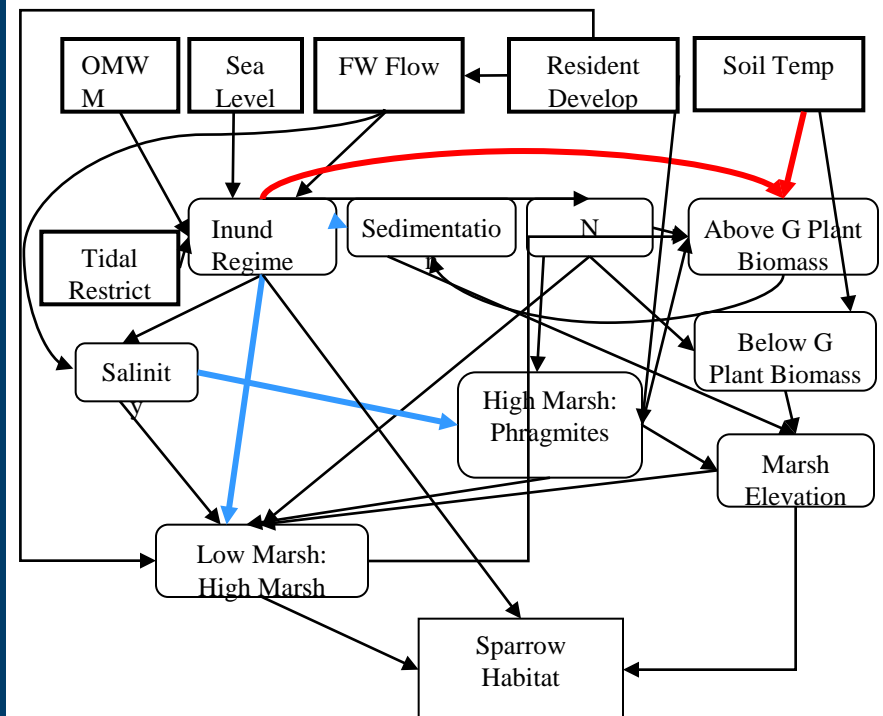 OMW
M
Sea
Level
FW Flow
Resident
Develop
Soil Temp
Inund
Regime
Sedimentatio
n
N
Above G Plant
Biomass
Tidal
Restrict
Salinit
y
Below G
Plant Biomass
High Marsh:
Phragmites
Marsh
Elevation
Low Marsh:
High Marsh
Sparrow
Habitat